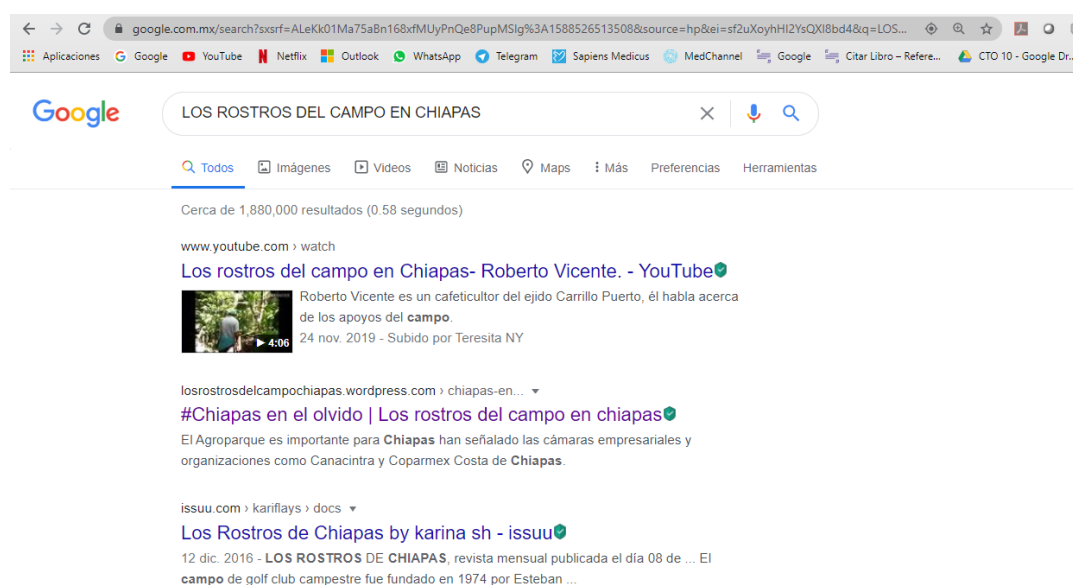 google.com.mx/search?sxsrf=ALeKk01Ma75aBn168xfMUyPnQe8PupMSIg%3A1588526513508&source=hp&ei=sf2uXoyhHI2YsQXI8bd4&q=LOS...
Aplicaciones Google YouTube Netflix Outlook WhatsApp Telegram Sapiens Medicus MedChannel Google Citar Libro – Refere... CTO 10 - Google Dr...
Google LOS ROSTROS DEL CAMPO EN CHIAPAS
Todos Imágenes Videos Noticias Maps Más Preferencias Herramientas
Cerca de 1,880,000 resultados (0.58 segundos)
www.youtube.com › watch
Los rostros del campo en Chiapas- Roberto Vicente. - YouTube
Roberto Vicente es un cafeticultor del ejido Carrillo Puerto, él habla acerca
de los apoyos del campo.
4:06 24 nov. 2019 - Subido por Teresita NY
losrostrosdelcampochiapas.wordpress.com › chiapas-en...
#Chiapas en el olvido | Los rostros del campo en chiapas
El Agroparque es importante para Chiapas han señalado las cámaras empresariales y
organizaciones como Canacintra y Coparmex Costa de Chiapas.
issuu.com › kariflays › docs
Los Rostros de Chiapas by karina sh - issuu
12 dic. 2016 - LOS ROSTROS DE CHIAPAS, revista mensual publicada el día 08 de ... El
campo de golf club campestre fue fundado en 1974 por Esteban ...